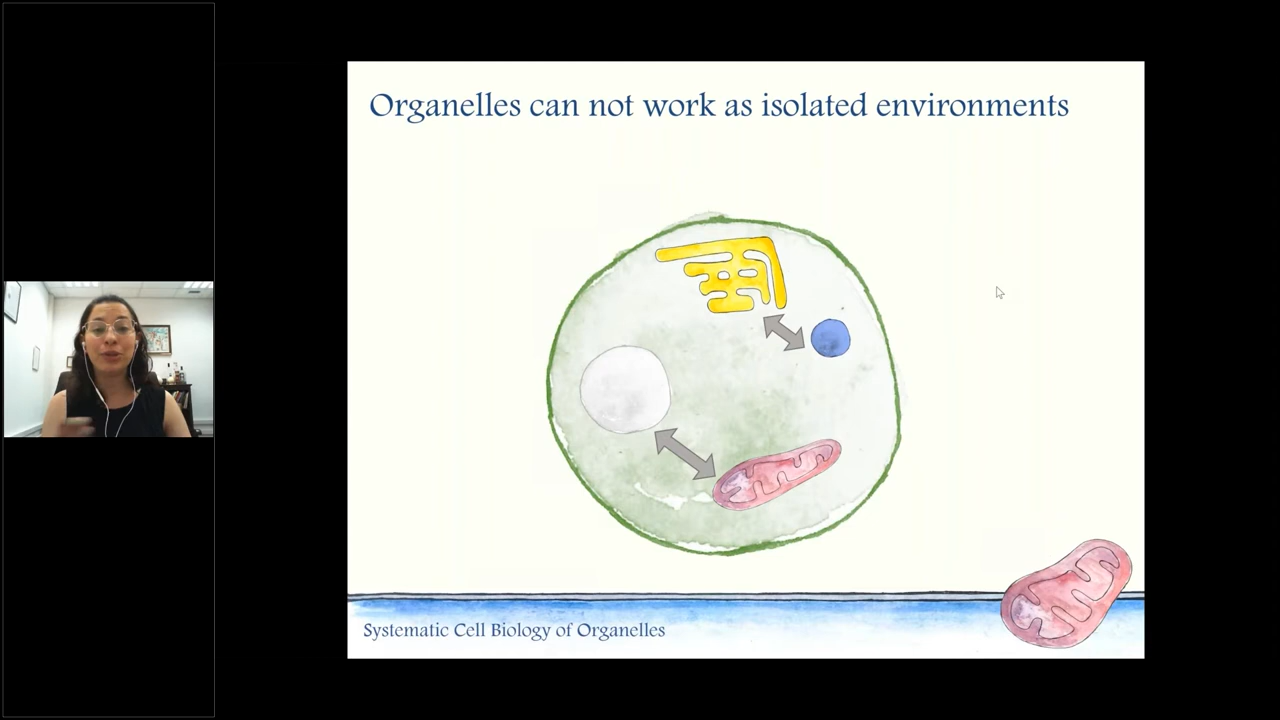 Organelles can not work as isolated environments
Systematic Cell Biology of Organelles